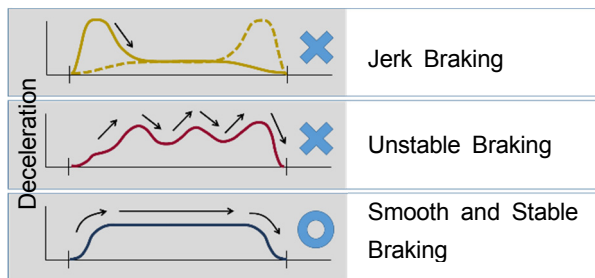 Deceleration
Jerk Braking
Unstable Braking
Smooth and Stable
Braking